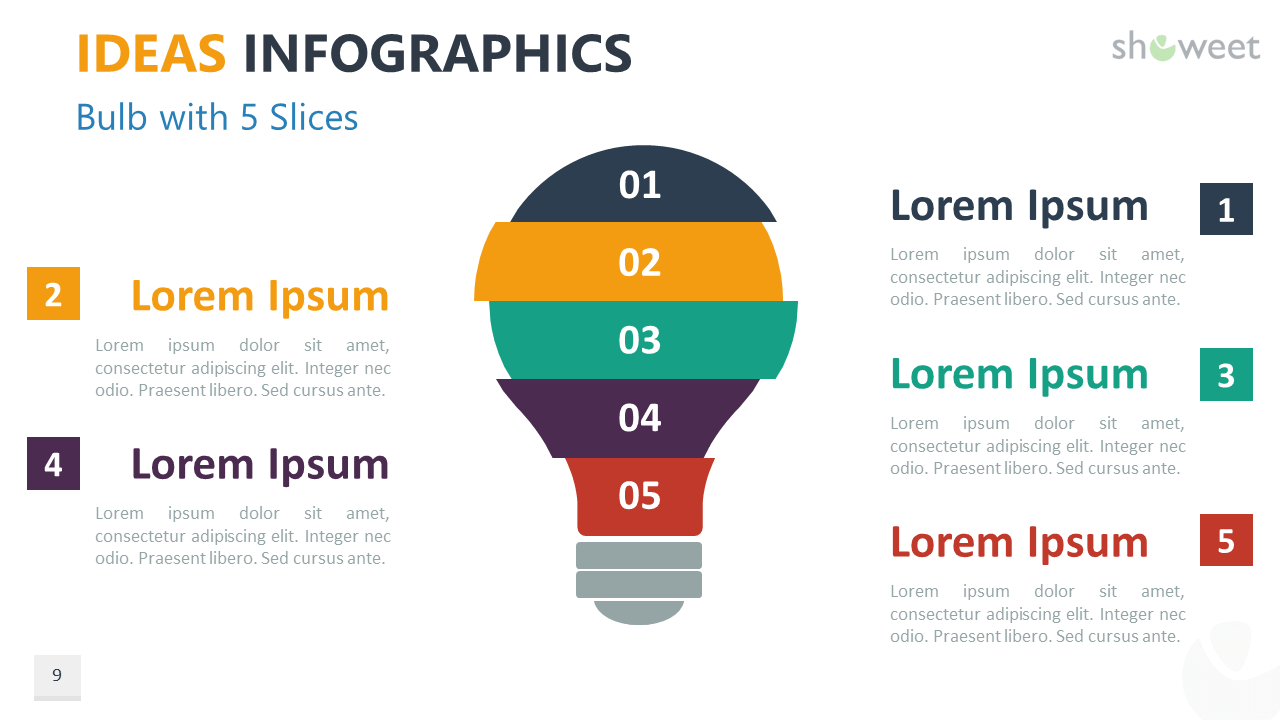 IDEAS INFOGRAPHICS
showeet
Bulb with 5 Slices
01
02
03
04
05
2
Lorem Ipsum
Lorem ipsum dolor sit amet,
consectetur adipiscing elit. Integer nec
odio. Praesent libero. Sed cursus ante.
4
Lorem Ipsum
Lorem ipsum dolor sit amet,
consectetur adipiscing elit. Integer nec
odio. Praesent libero. Sed cursus ante.
Lorem Ipsum
1
Lorem ipsum dolor sit amet,
consectetur adipiscing elit. Integer nec
odio. Praesent libero. Sed cursus ante.
Lorem Ipsum
3
Lorem ipsum dolor sit amet,
consectetur adipiscing elit. Integer nec
odio. Praesent libero. Sed cursus ante.
Lorem Ipsum
5
Lorem ipsum dolor sit amet,
consectetur adipiscing elit. Integer nec
odio. Praesent libero. Sed cursus ante.
9